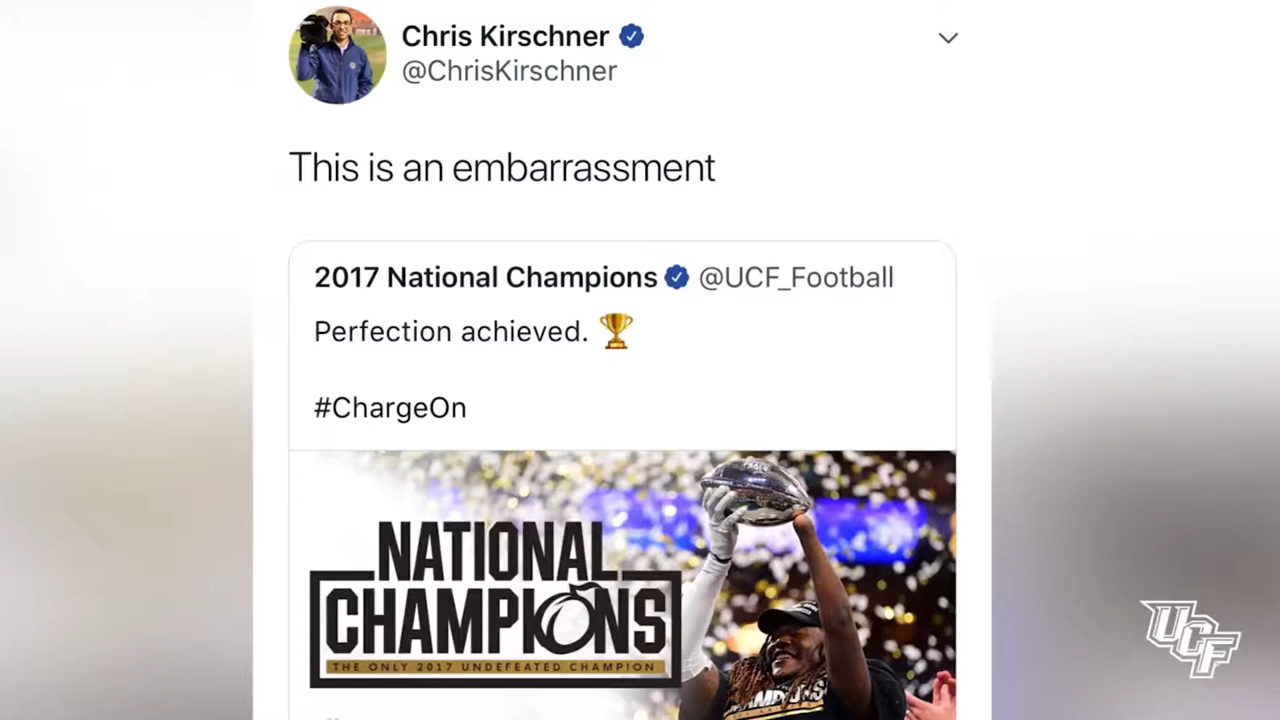 Chris Kirschner
@ChrisKirschner
This is an embarrassment
2017 National Champions @UCF_Football
Perfection achieved. 🏆
#ChargeOn
NATIONAL
CHAMPIONS
THE ONLY 2017 UNDEFEATED CHAMPION
CHAMPIONS
UCF